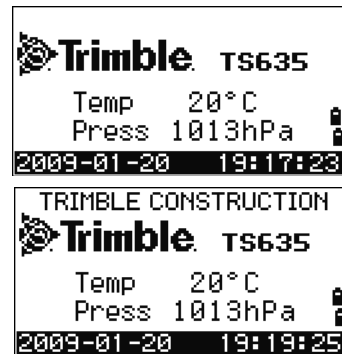 Trimble. TS635
Temp 20°C
Press 1013hPa
2009-01-20 19:17:23
TRIMBLE CONSTRUCTION
Trimble. TS635
Temp 20°C
Press 1013hPa
2009-01-20 19:19:25